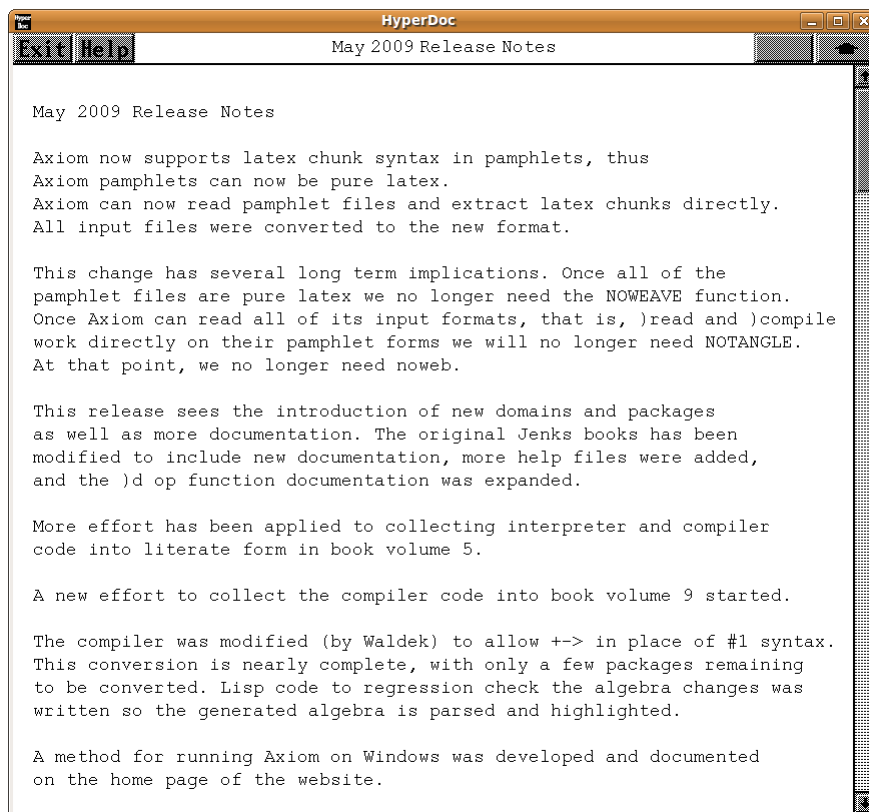 Hyper
Doc
HyperDoc
Exit Help
May 2009 Release Notes
May 2009 Release Notes
Axiom now supports latex chunk syntax in pamphlets, thus
Axiom pamphlets can now be pure latex.
Axiom can now read pamphlet files and extract latex chunks directly.
All input files were converted to the new format.
This change has several long term implications. Once all of the
pamphlet files are pure latex we no longer need the NOWEAVE function.
Once Axiom can read all of its input formats, that is, )read and )compile
work directly on their pamphlet forms we will no longer need NOTANGLE.
At that point, we no longer need noweb.
This release sees the introduction of new domains and packages
as well as more documentation. The original Jenks books has been
modified to include new documentation, more help files were added,
and the )d op function documentation was expanded.
More effort has been applied to collecting interpreter and compiler
code into literate form in book volume 5.
A new effort to collect the compiler code into book volume 9 started.
The compiler was modified (by Waldek) to allow +-> in place of #1 syntax.
This conversion is nearly complete, with only a few packages remaining
to be converted. Lisp code to regression check the algebra changes was
written so the generated algebra is parsed and highlighted.
A method for running Axiom on Windows was developed and documented
on the home page of the website.